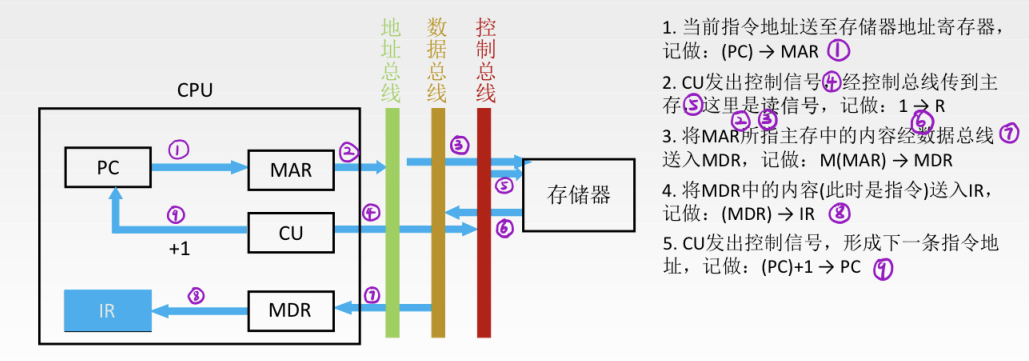 地址总线
数据总线
控制总线
CPU
PC
①
MAR
②
③
⑤
存储器
⑨
+1
CU
④
⑥
IR
⑧
MDR
⑦
1. 当前指令地址送至存储器地址寄存器，
记做：(PC) → MAR ①
2. CU发出控制信号，④经控制总线传到主
存，⑤这里是读信号，记做：1 → R
② ③ ⑥
3. 将MAR所指主存中的内容经数据总线 ⑦
送入MDR，记做：M(MAR) → MDR
4. 将MDR中的内容(此时是指令)送入IR，
记做：(MDR) → IR ⑧
5. CU发出控制信号，形成下一条指令地
址，记做：(PC)+1 → PC ⑨